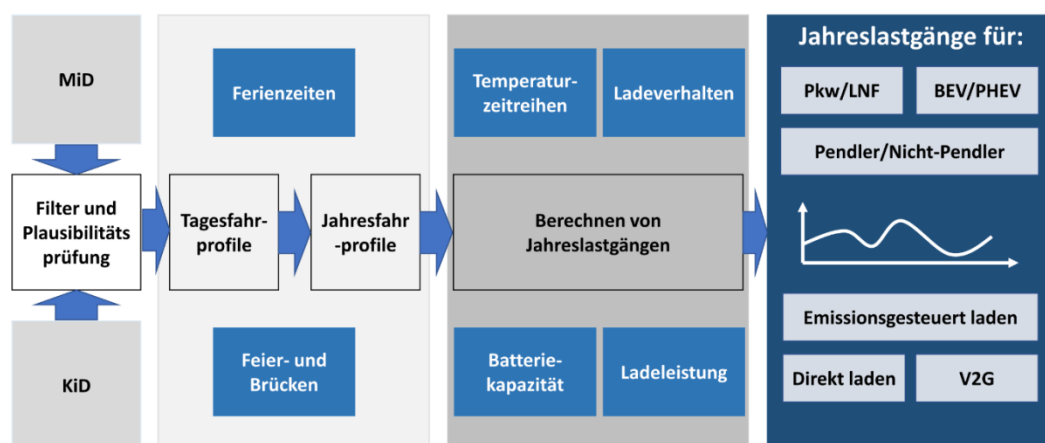 MiD
Filter und
Plausibilitäts
prüfung
KiD
Ferienzeiten
Tagesfahr-
profile
Jahresfahr
-profile
Feier- und
Brücken
Temperatur-
zeitreihen
Ladeverhalten
Berechnen von
Jahreslastgängen
Batterie-
kapazität
Ladeleistung
Jahreslastgänge für:
Pkw/LNF
BEV/PHEV
Pendler/Nicht-Pendler
Emissionsgesteuert laden
Direkt laden
V2G